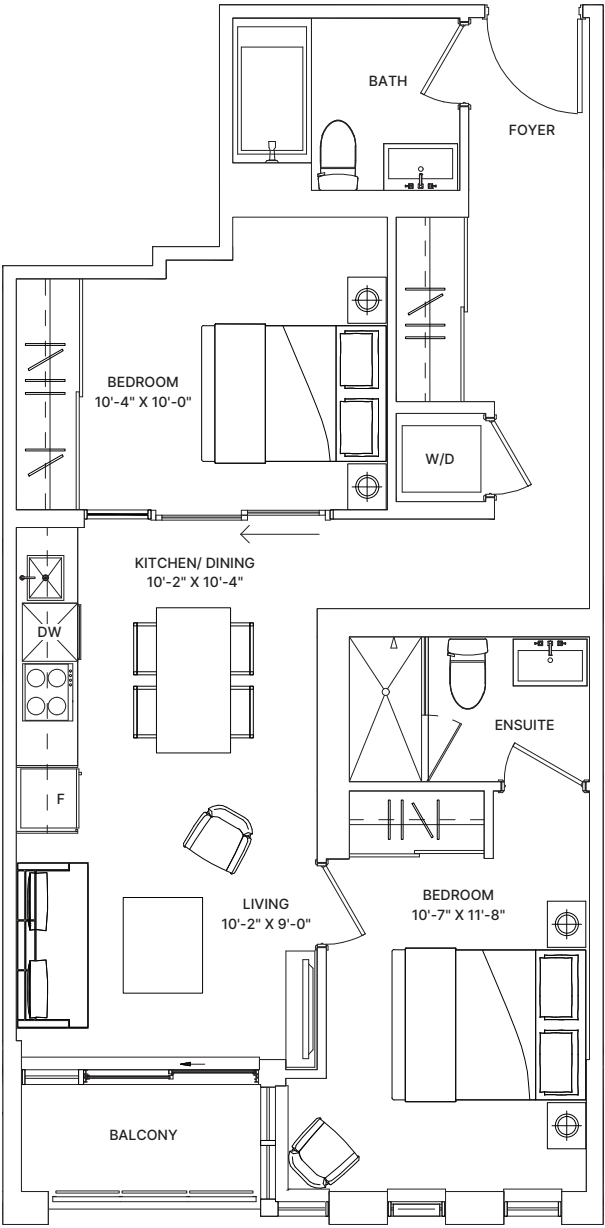 BATH
FOYER
BEDROOM
10'-4" X 10'-0"
W/D
KITCHEN/ DINING
10'-2" X 10'-4"
DW
ENSUITE
F
LIVING
10'-2" X 9'-0"
BEDROOM
10'-7" X 11'-8"
BALCONY